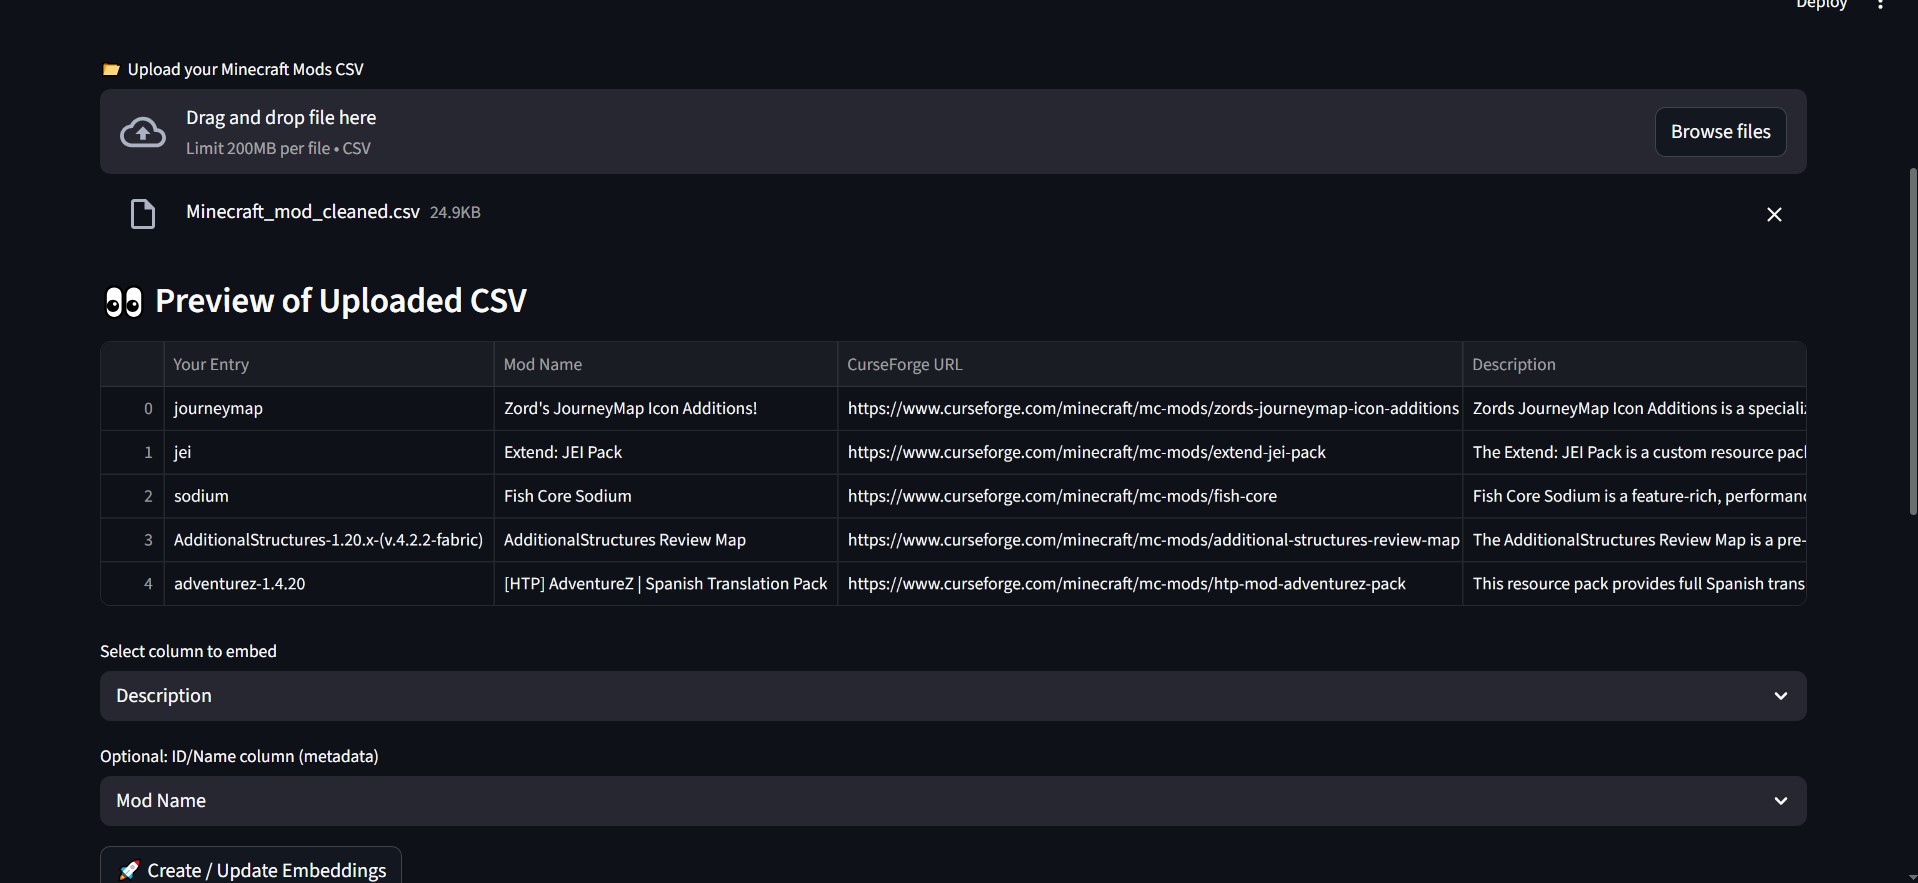 Deploy
📂 Upload your Minecraft Mods CSV
Drag and drop file here
Limit 200MB per file • CSV
Browse files
Minecraft_mod_cleaned.csv 24.9KB
👀 Preview of Uploaded CSV
Your Entry Mod Name CurseForge URL Description
0 journeymap Zord's JourneyMap Icon Additions! https://www.curseforge.com/minecraft/mc-mods/zords-journeymap-icon-additions Zords JourneyMap Icon Additions is a speciali
1 jei Extend: JEI Pack https://www.curseforge.com/minecraft/mc-mods/extend-jei-pack The Extend: JEI Pack is a custom resource pac
2 sodium Fish Core Sodium https://www.curseforge.com/minecraft/mc-mods/fish-core Fish Core Sodium is a feature-rich, performanc
3 AdditionalStructures-1.20.x-(v.4.2.2-fabric) AdditionalStructures Review Map https://www.curseforge.com/minecraft/mc-mods/additional-structures-review-map The AdditionalStructures Review Map is a pre-
4 adventurez-1.4.20 [HTP] AdventureZ | Spanish Translation Pack https://www.curseforge.com/minecraft/mc-mods/htp-mod-adventurez-pack This resource pack provides full Spanish trans
Select column to embed
Description
Optional: ID/Name column (metadata)
Mod Name
🚀 Create / Update Embeddings